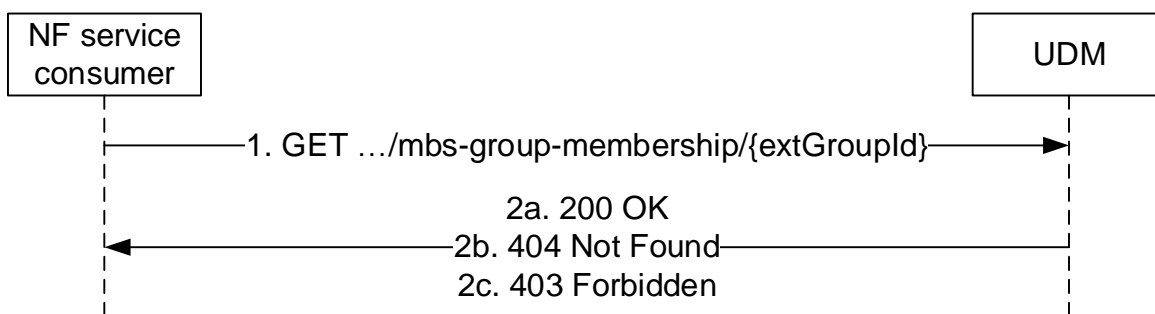 NF service
consumer
UDM
1. GET …/mbs-group-membership/{extGroupId}
2a. 200 OK
2b. 404 Not Found
2c. 403 Forbidden